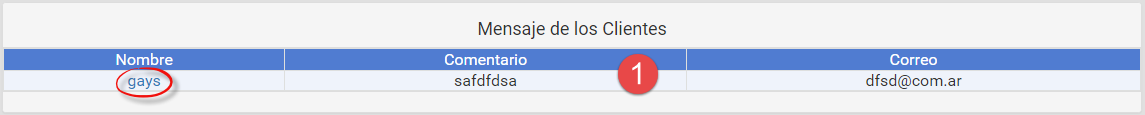 Mensaje de los Clientes
Nombre Comentario Correo
gays safdfdsa dfsd@com.ar
1